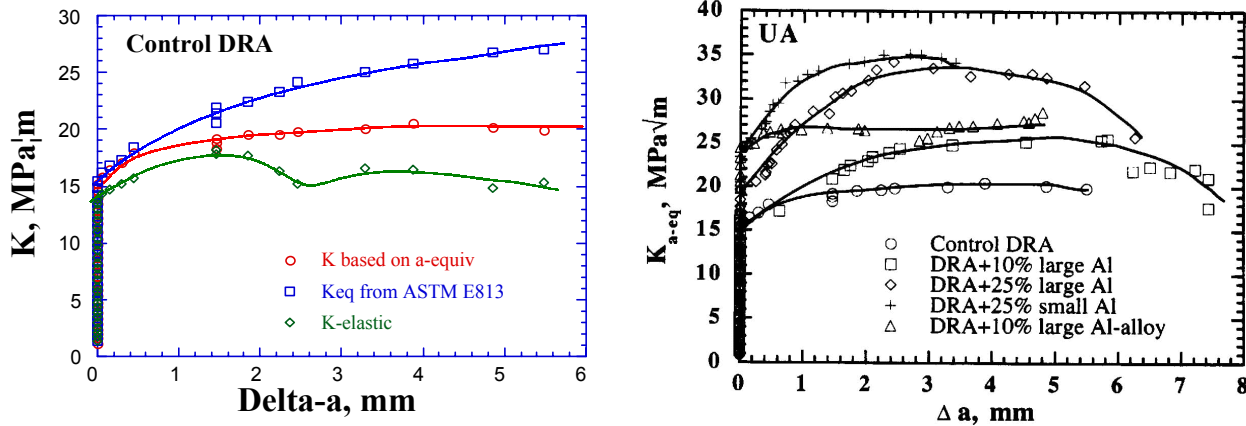 Control DRA
30
25
20
15
10
5
0
K, MPa|m
K based on a-equiv
Keq from ASTM E813
K-elastic
0 1 2 3 4 5 6
Delta-a, mm
UA
40
35
30
25
20
15
10
5
0
K a-eq, MPa√m
Control DRA
DRA+10% large Al
DRA+25% large Al
DRA+25% small Al
DRA+10% large Al-alloy
0 1 2 3 4 5 6 7 8
Δ a, mm